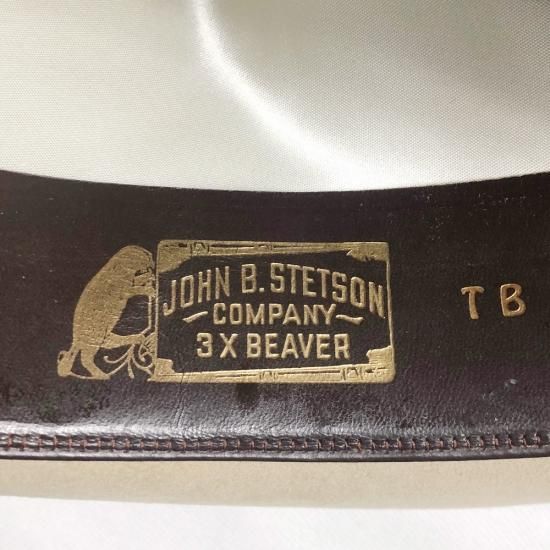 JOHN B. STETSON
COMPANY
3 X BEAVER
T B